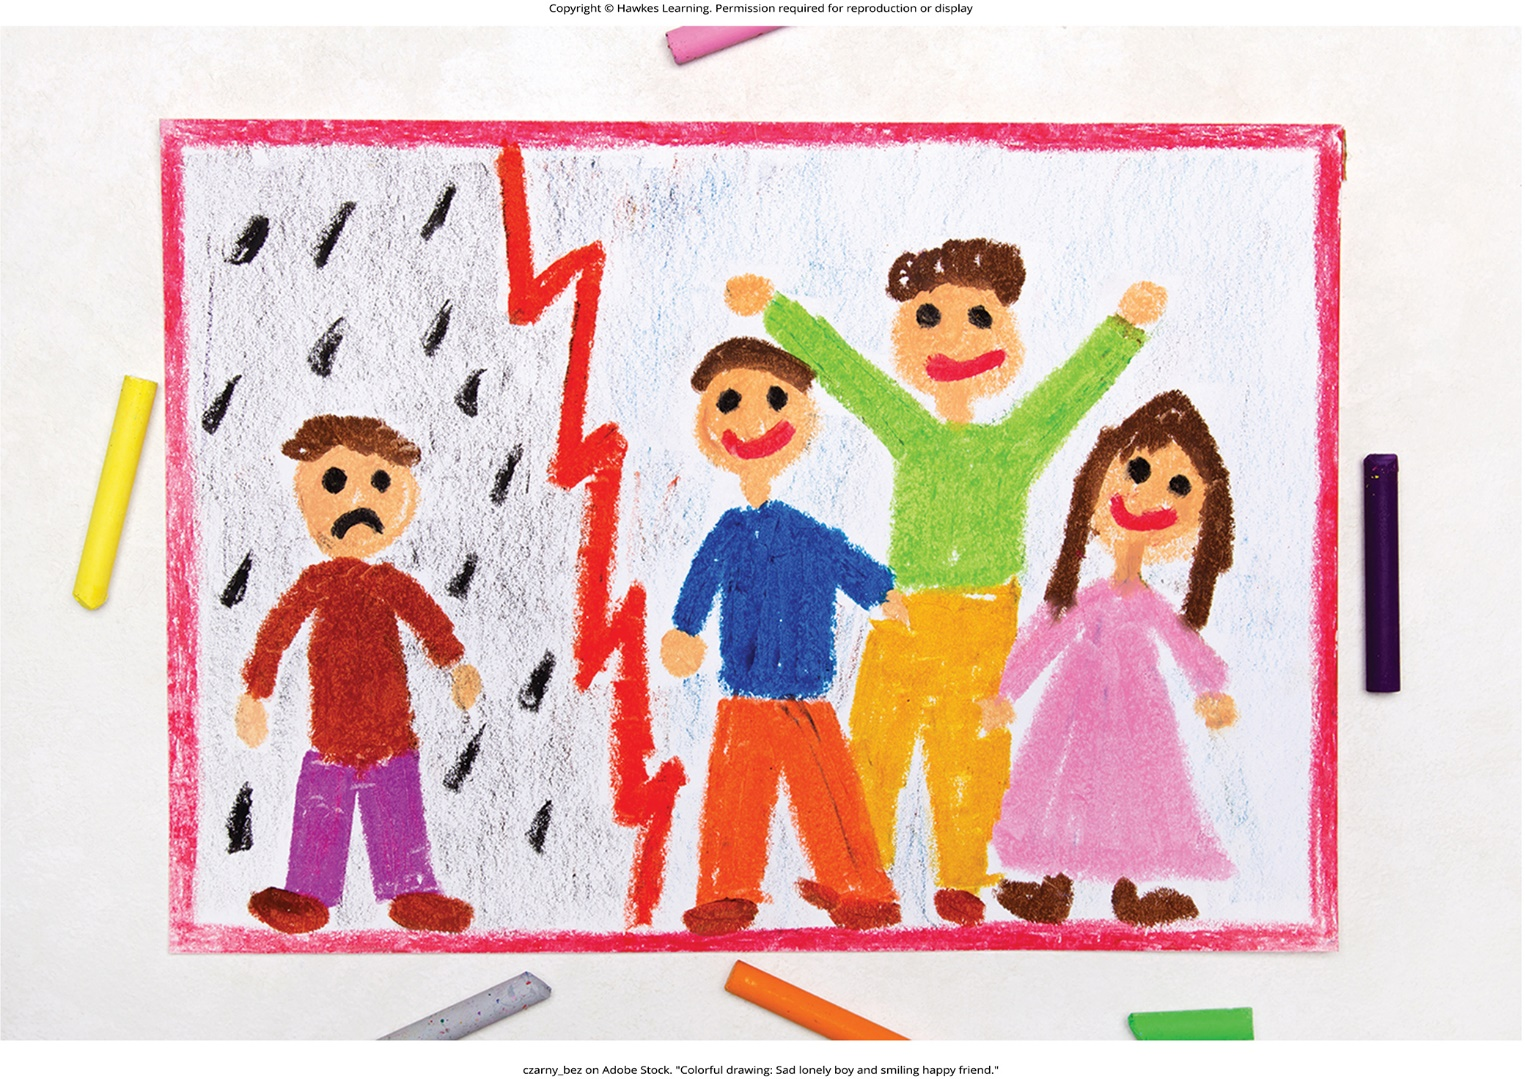 Copyright © Hawkes Learning. Permission required for reproduction or display
czarny_bez on Adobe Stock. "Colorful drawing: Sad lonely boy and smiling happy friend."